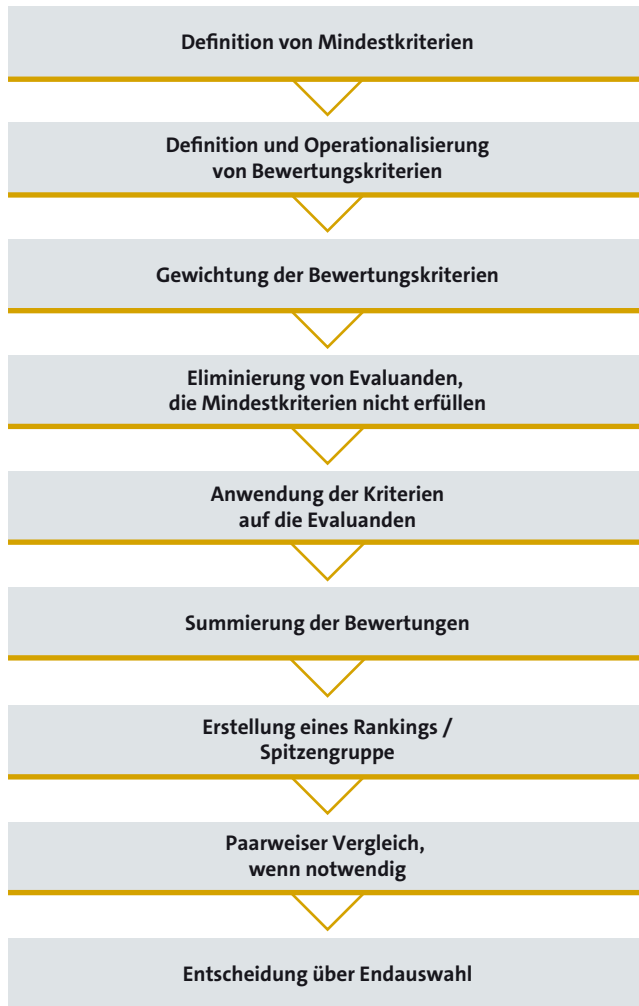 Definition von Mindestkriterien
Definition und Operationalisierung
von Bewertungskriterien
Gewichtung der Bewertungskriterien
Eliminierung von Evaluanden,
die Mindestkriterien nicht erfüllen
Anwendung der Kriterien
auf die Evaluanden
Summierung der Bewertungen
Erstellung eines Rankings /
Spitzengruppe
Paarweiser Vergleich,
wenn notwendig
Entscheidung über Endauswahl